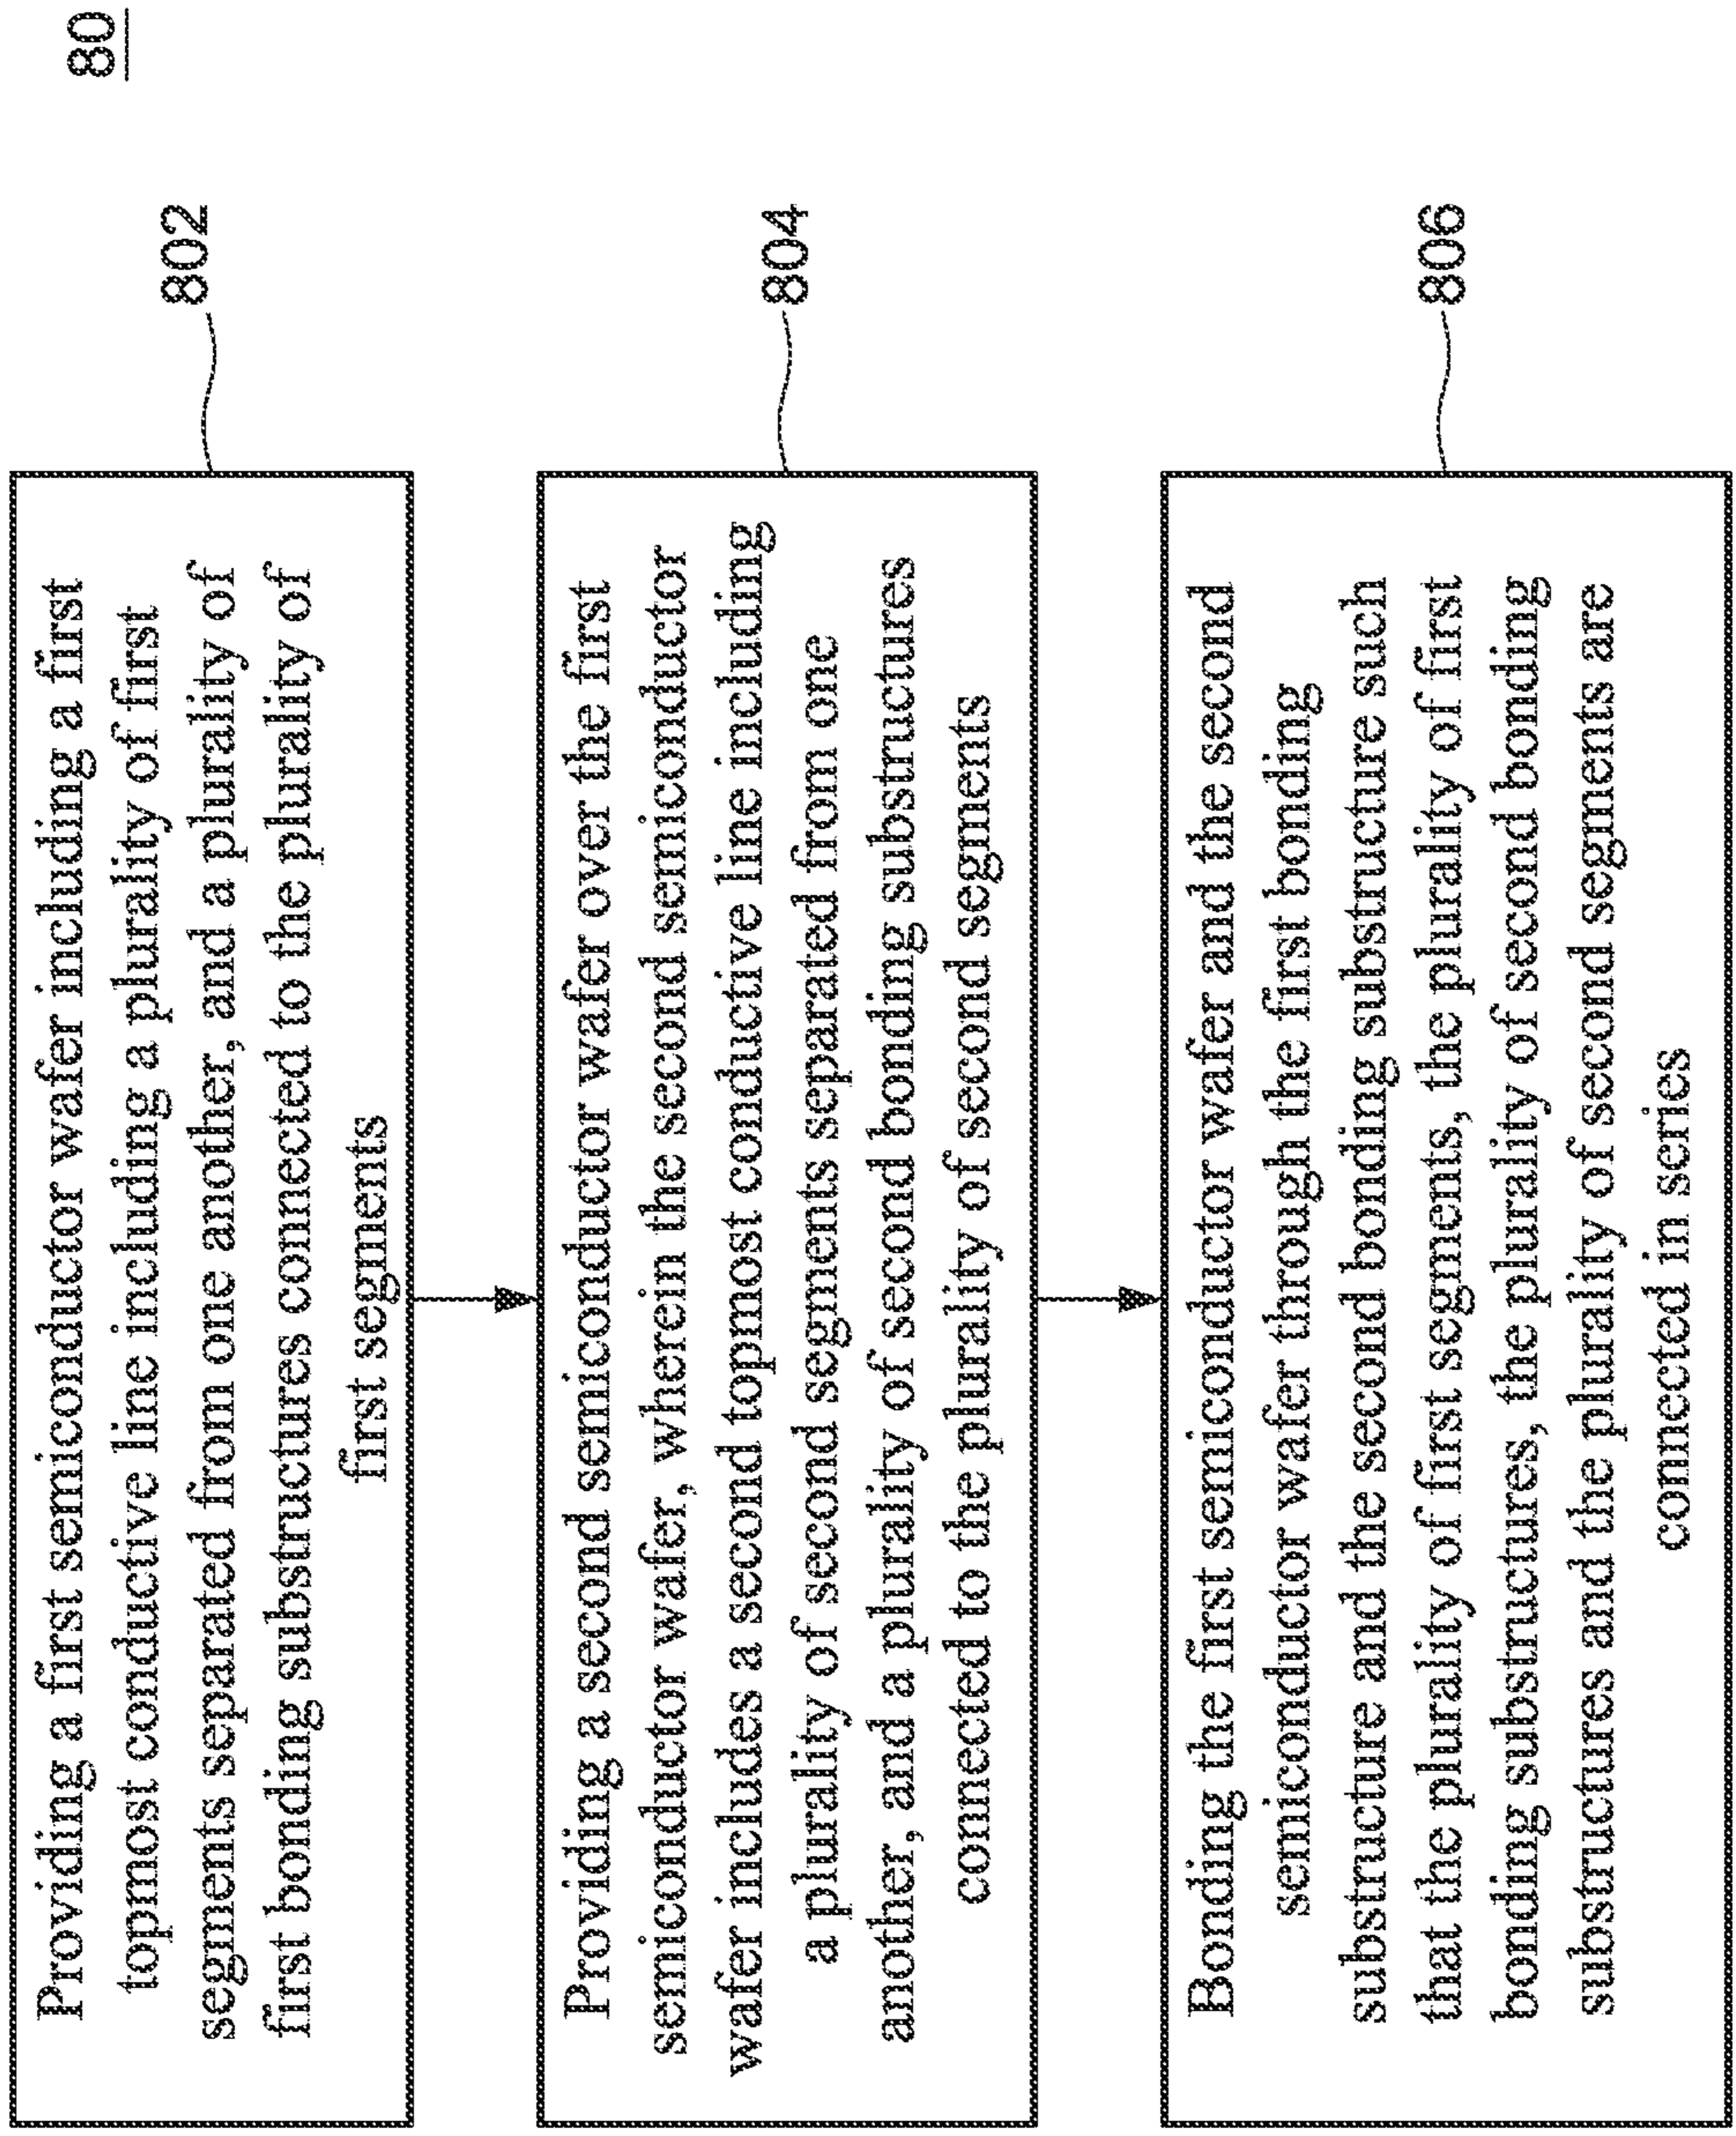 80
Providing a first semiconductor wafer including a first
topmost conductive line including a plurality of first
segments separated from one another, and a plurality of
first bonding substructures connected to the plurality of
first segments
802
Providing a second semiconductor wafer over the first
semiconductor wafer, wherein the second semiconductor
wafer includes a second topmost conductive line including
a plurality of second segments separated from one
another, and a plurality of second bonding substructures
connected to the plurality of second segments
804
Bonding the first semiconductor wafer and the second
semiconductor wafer through the first bonding
substructure and the second bonding substructure such
that the plurality of first segments, the plurality of first
bonding substructures, the plurality of second bonding
substructures and the plurality of second segments are
connected in series
806